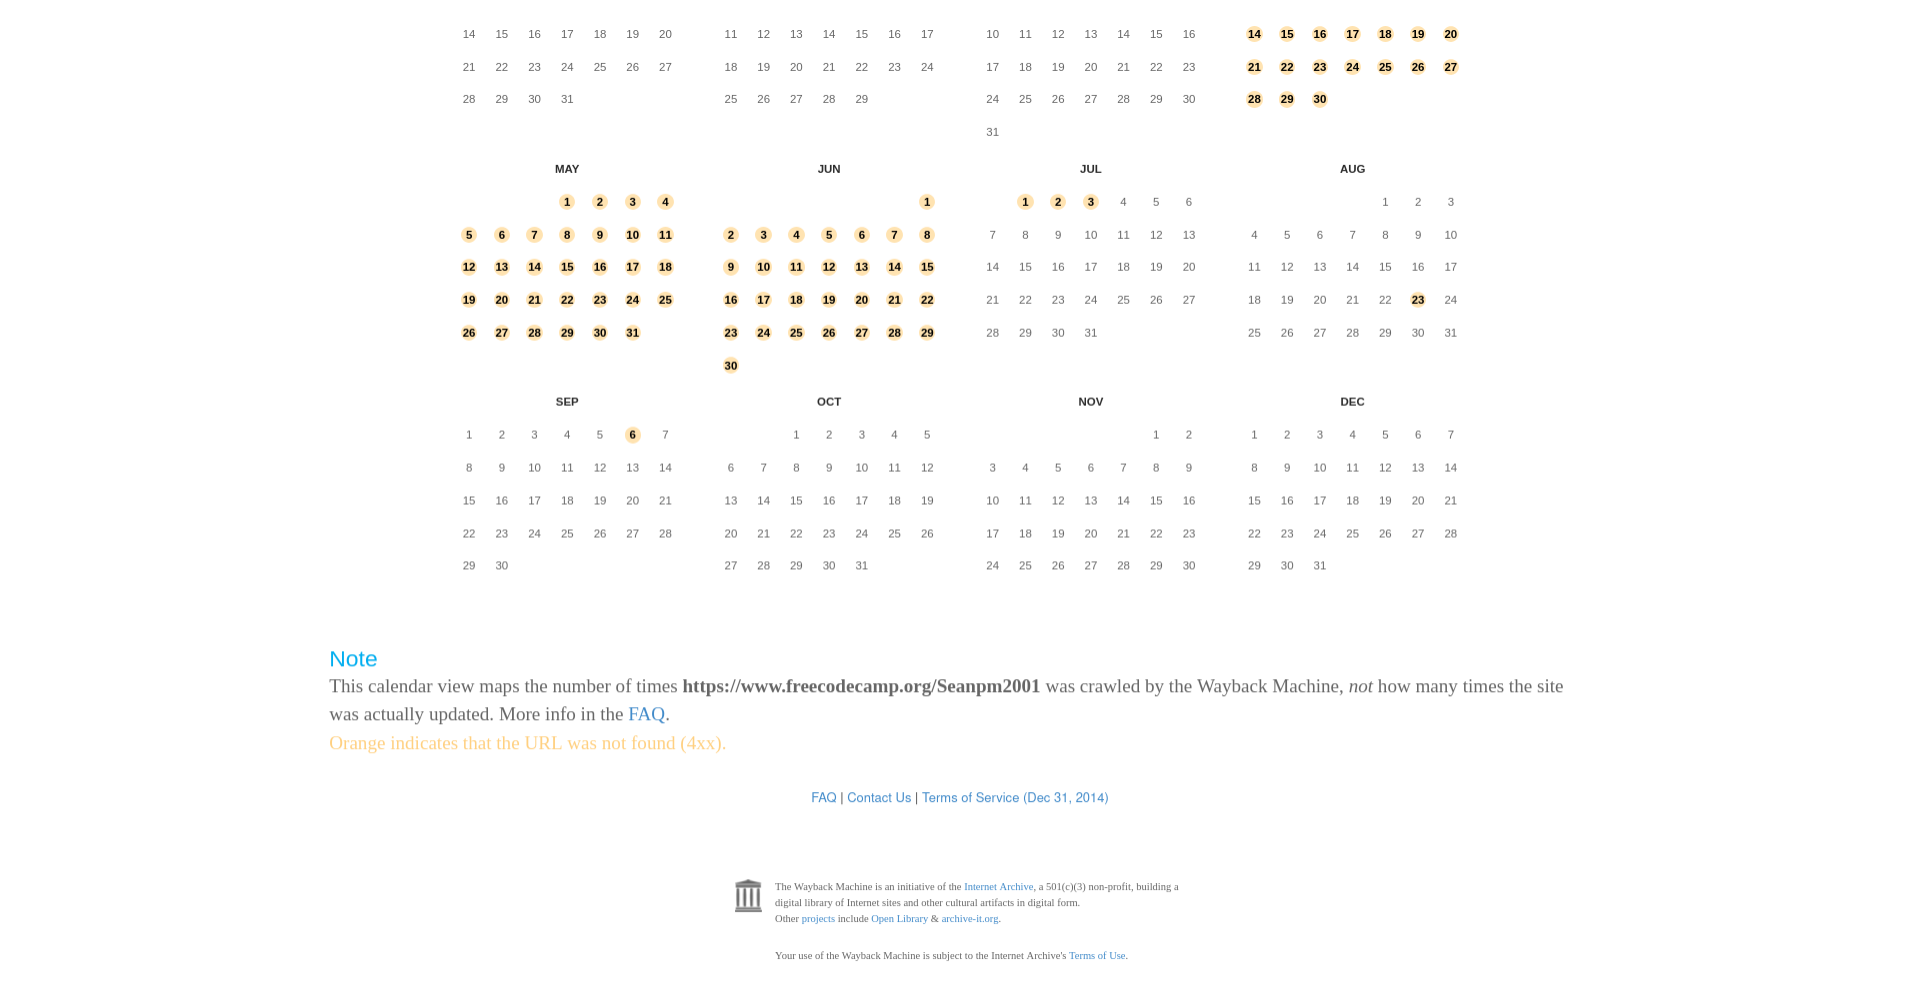 14 15 16 17 18 19 20 11 12 13 14 15 16 17 10 11 12 13 14 15 16 14 15 16 17 18 19 20
21 22 23 24 25 26 27 18 19 20 21 22 23 24 17 18 19 20 21 22 23 21 22 23 24 25 26 27
28 29 30 31 25 26 27 28 29 24 25 26 27 28 29 30 28 29 30
31
MAY JUN JUL AUG
1 2 3 4 1 1 2 3 4 5 6 1 2 3
5 6 7 8 9 10 11 2 3 4 5 6 7 8 7 8 9 10 11 12 13 4 5 6 7 8 9 10
12 13 14 15 16 17 18 9 10 11 12 13 14 15 14 15 16 17 18 19 20 11 12 13 14 15 16 17
19 20 21 22 23 24 25 16 17 18 19 20 21 22 21 22 23 24 25 26 27 18 19 20 21 22 23 24
26 27 28 29 30 31 23 24 25 26 27 28 29 28 29 30 31 25 26 27 28 29 30 31
30
SEP OCT NOV DEC
1 2 3 4 5 6 7 1 2 3 4 5 1 2 1 2 3 4 5 6 7
8 9 10 11 12 13 14 6 7 8 9 10 11 12 3 4 5 6 7 8 9 8 9 10 11 12 13 14
15 16 17 18 19 20 21 13 14 15 16 17 18 19 10 11 12 13 14 15 16 15 16 17 18 19 20 21
22 23 24 25 26 27 28 20 21 22 23 24 25 26 17 18 19 20 21 22 23 22 23 24 25 26 27 28
29 30 27 28 29 30 31 24 25 26 27 28 29 30 29 30 31
Note
This calendar view maps the number of times https://www.freecodecamp.org/Seanpm2001 was crawled by the Wayback Machine, not how many times the site
was actually updated. More info in the FAQ.
Orange indicates that the URL was not found (4xx).
FAQ | Contact Us | Terms of Service (Dec 31, 2014)
The Wayback Machine is an initiative of the Internet Archive, a 501(c)(3) non-profit, building a
digital library of Internet sites and other cultural artifacts in digital form.
Other projects include Open Library & archive-it.org.
Your use of the Wayback Machine is subject to the Internet Archive's Terms of Use.